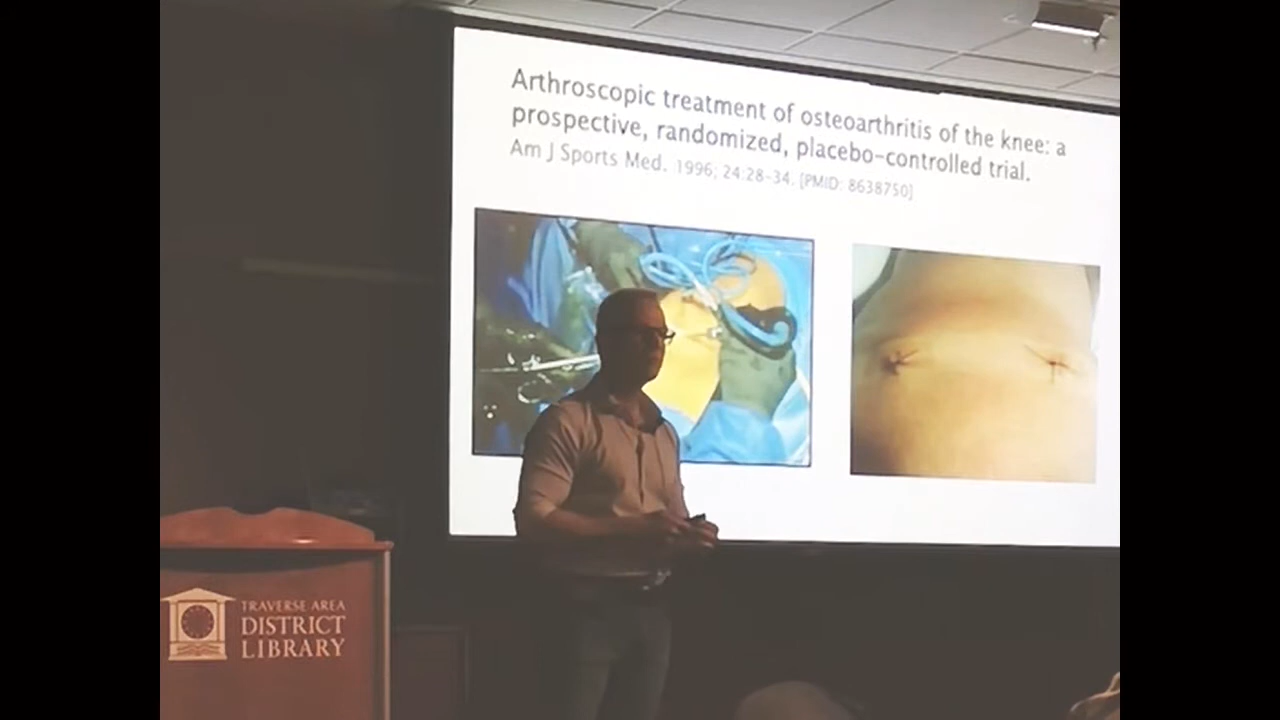 Arthroscopic treatment of osteoarthritis of the knee: a
prospective, randomized, placebo-controlled trial.
Am J Sports Med. 1996; 24:28-34. [PMID: 8638750]
TRAVERSE AREA
DISTRICT
LIBRARY